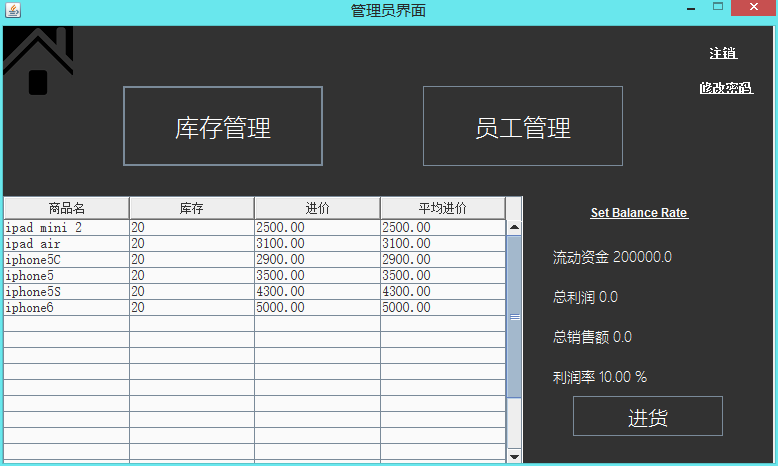 管理员界面
注销
修改密码
库存管理
员工管理
商品名 库存 进价 平均进价
ipad mini 2 20 2500.00 2500.00
ipad air 20 3100.00 3100.00
iphone5C 20 2900.00 2900.00
iphone5 20 3500.00 3500.00
iphone5S 20 4300.00 4300.00
iphone6 20 5000.00 5000.00
Set Balance Rate
流动资金 200000.0
总利润 0.0
总销售额 0.0
利润率 10.00 %
进货